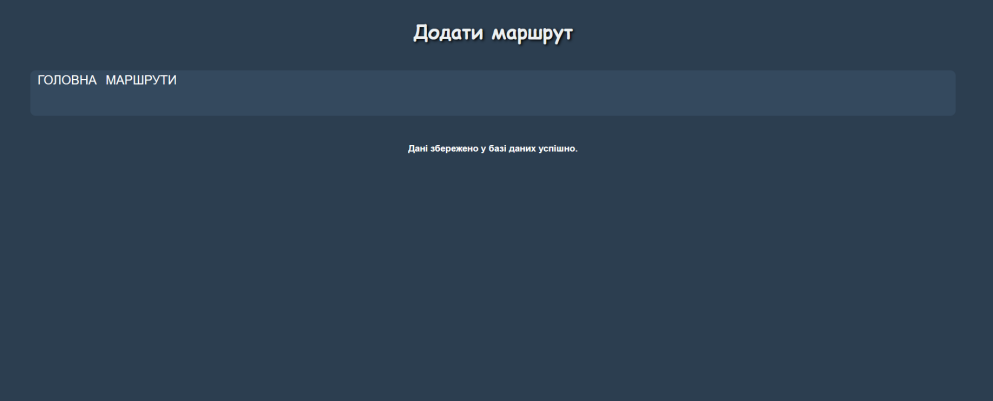 Додати маршрут
ГОЛОВНА МАРШРУТИ
Дані збережено у базі даних успішно.